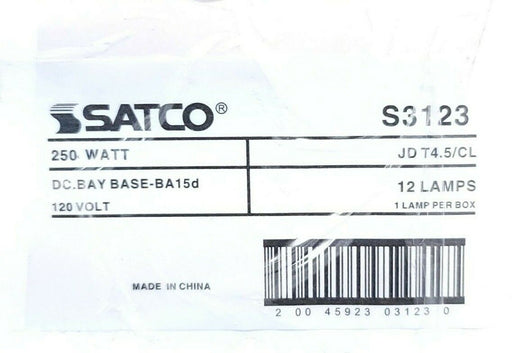 SATCO® S3123
250 WATT JD T4.5/CL
DC.BAY BASE-BA15d 12 LAMPS
120 VOLT 1 LAMP PER BOX
MADE IN CHINA
2 00 45923 03123 0